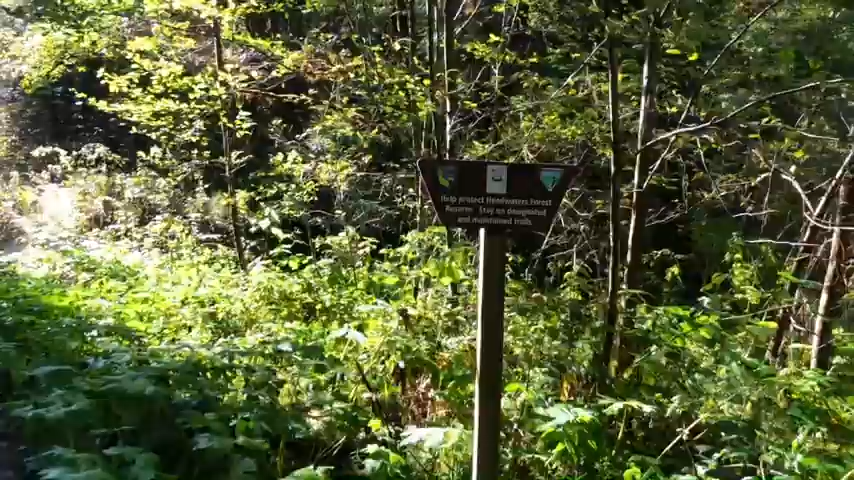 Help protect Headwaters Forest
Reserve. Stay on designated
and maintained trails.